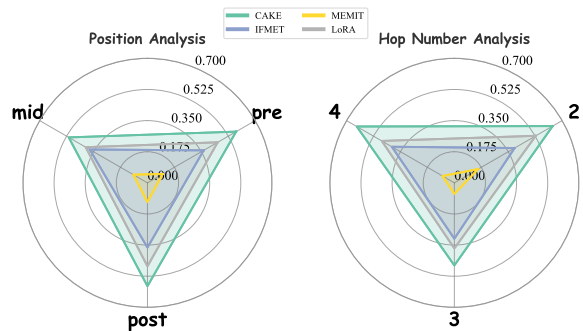 CAKE MEMIT
IFMET LoRA
Position Analysis
0.700
0.525
0.350
0.175
0.000
mid
pre
post
Hop Number Analysis
0.700
0.525
0.350
0.175
0.000
4
2
3